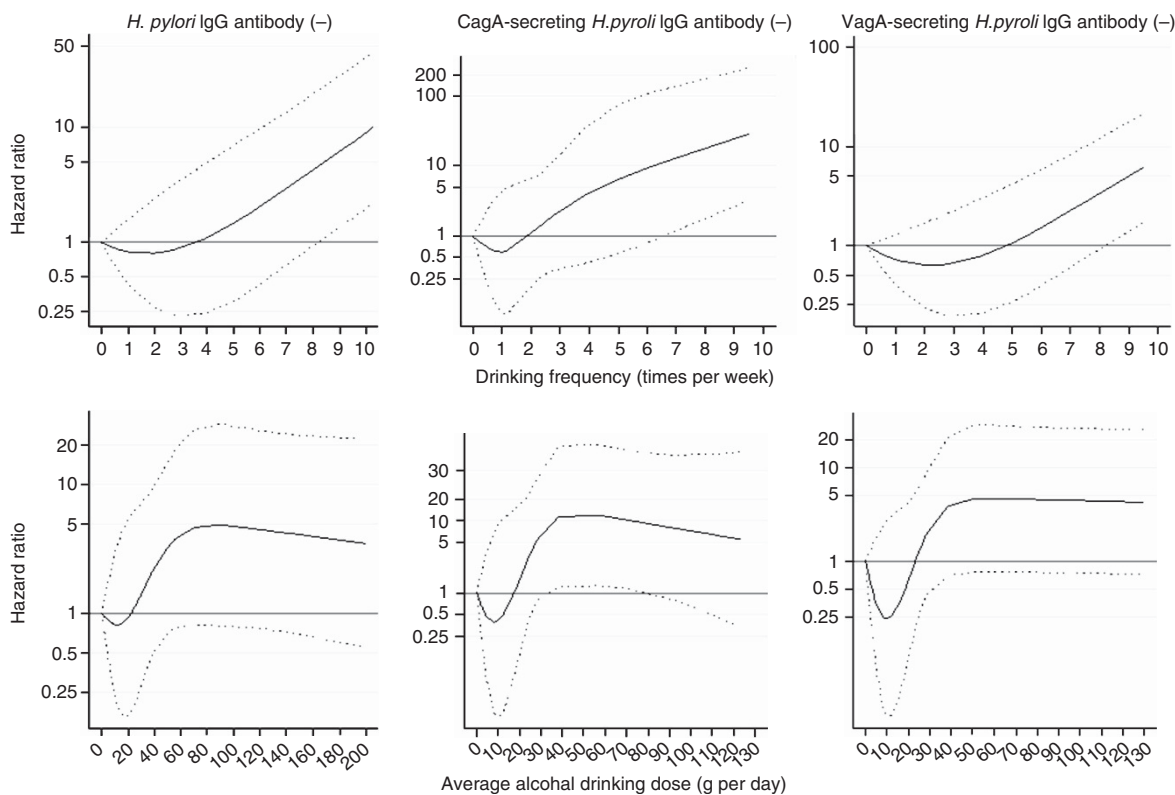 H. pylori IgG antibody (–)
CagA-secreting H.pyroli IgG antibody (–)
VagA-secreting H.pyroli IgG antibody (–)
Hazard ratio
50
10
5
1
0.5
0.25
0 1 2 3 4 5 6 7 8 9 10
200
100
10
5
1
0.5
0.25
0 1 2 3 4 5 6 7 8 9 10
100
10
5
1
0.5
0.25
0 1 2 3 4 5 6 7 8 9 10
Drinking frequency (times per week)
Hazard ratio
20
10
5
1
0.5
0.25
0 20 40 60 80 100 120 140 160 180 200
30
20
10
5
1
0.5
0.25
0 10 20 30 40 50 60 70 80 90 100 110 120 130
20
10
5
1
0.5
0.25
0 10 20 30 40 50 60 70 80 90 100 110 120 130
Average alcohal drinking dose (g per day)